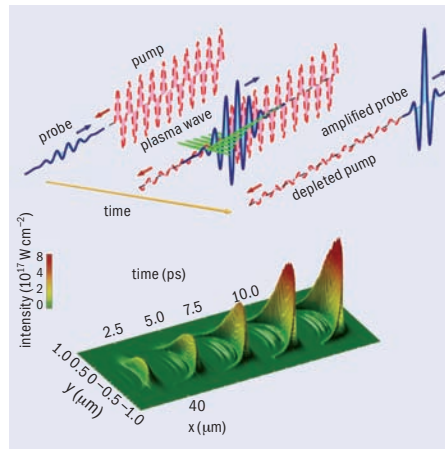 pump
probe
plasma wave
amplified probe
depleted pump
time
intensity (10¹⁷ W cm⁻²)
8
6
4
2
0
time (ps)
2.5
5.0
7.5
10.0
1.0
0.5
0
−0.5
−1.0
y (μm)
40
x (μm)